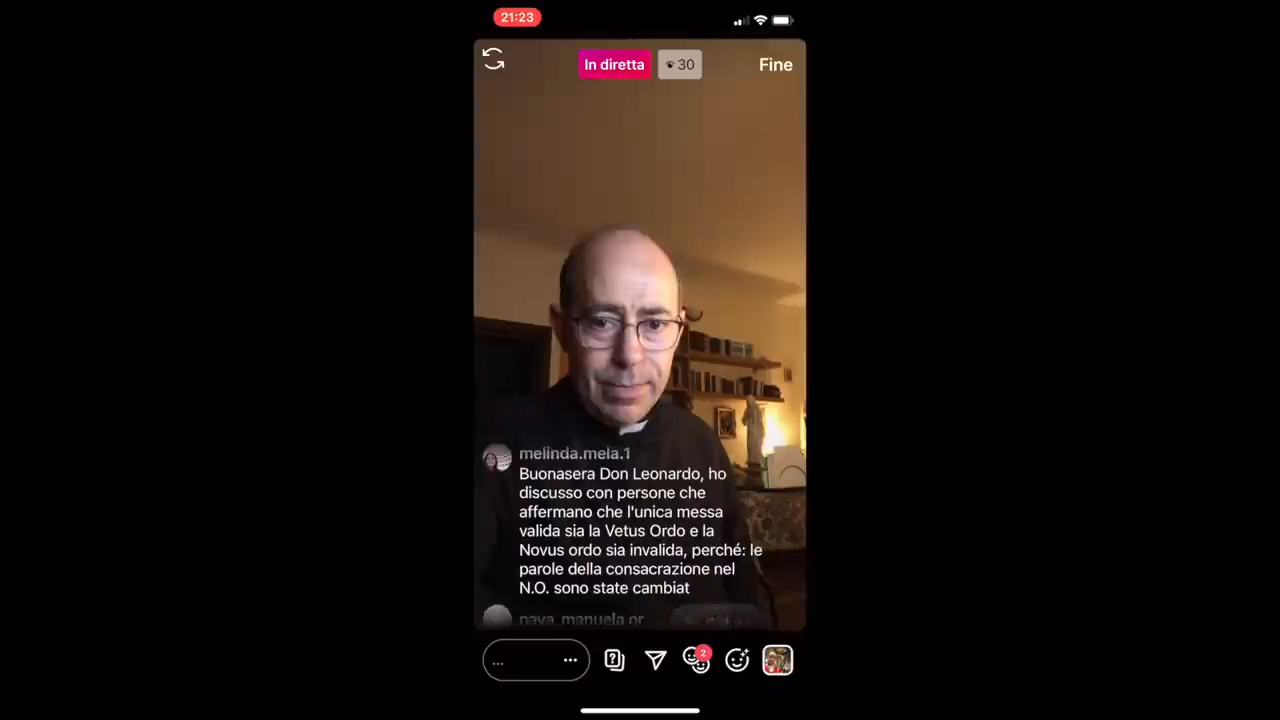 21:23
In diretta
30
Fine
melinda.mela.1
Buonasera Don Leonardo, ho
discusso con persone che
affermano che l'unica messa
valida sia la Vetus Ordo e la
Novus ordo sia invalida, perché: le
parole della consacrazione nel
N.O. sono state cambiat
...
2